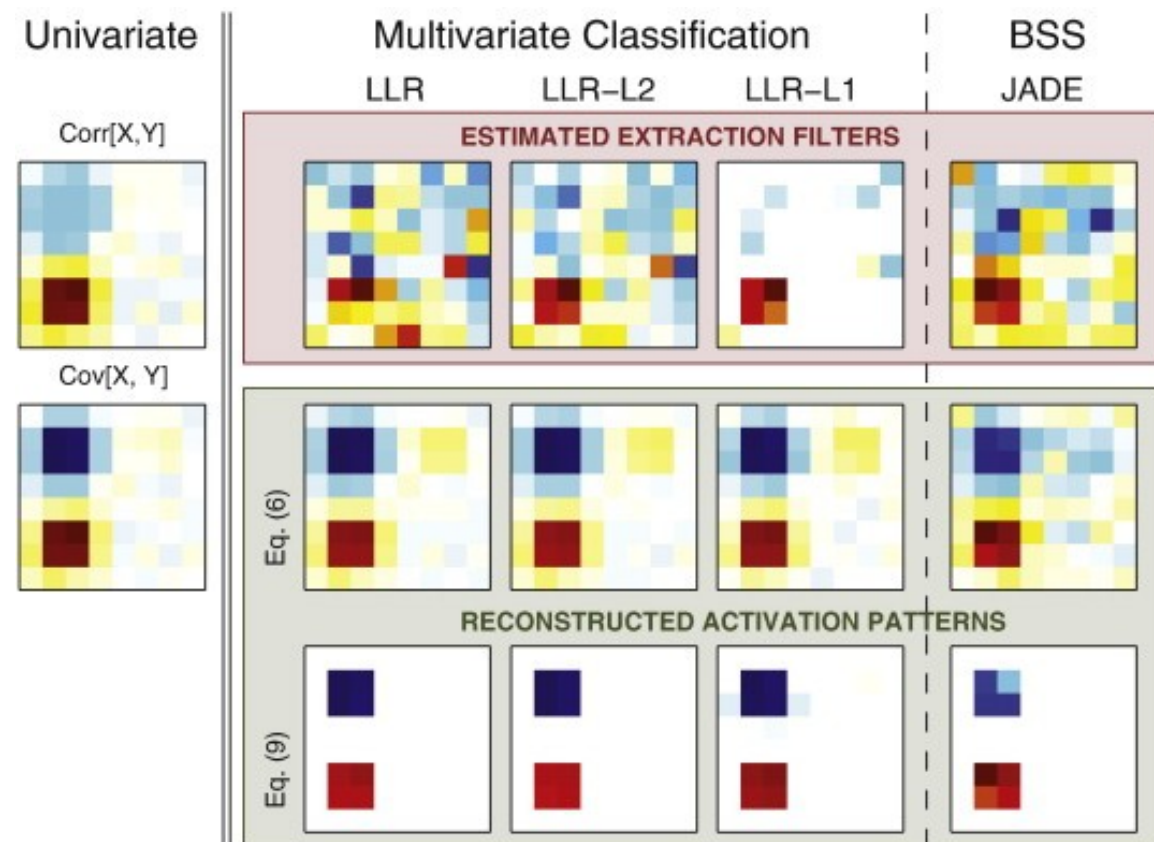 Univariate
Multivariate Classification
BSS
LLR
LLR−L2
LLR−L1
JADE
Corr[X,Y]
ESTIMATED EXTRACTION FILTERS
Cov[X, Y]
Eq. (6)
RECONSTRUCTED ACTIVATION PATTERNS
Eq. (9)